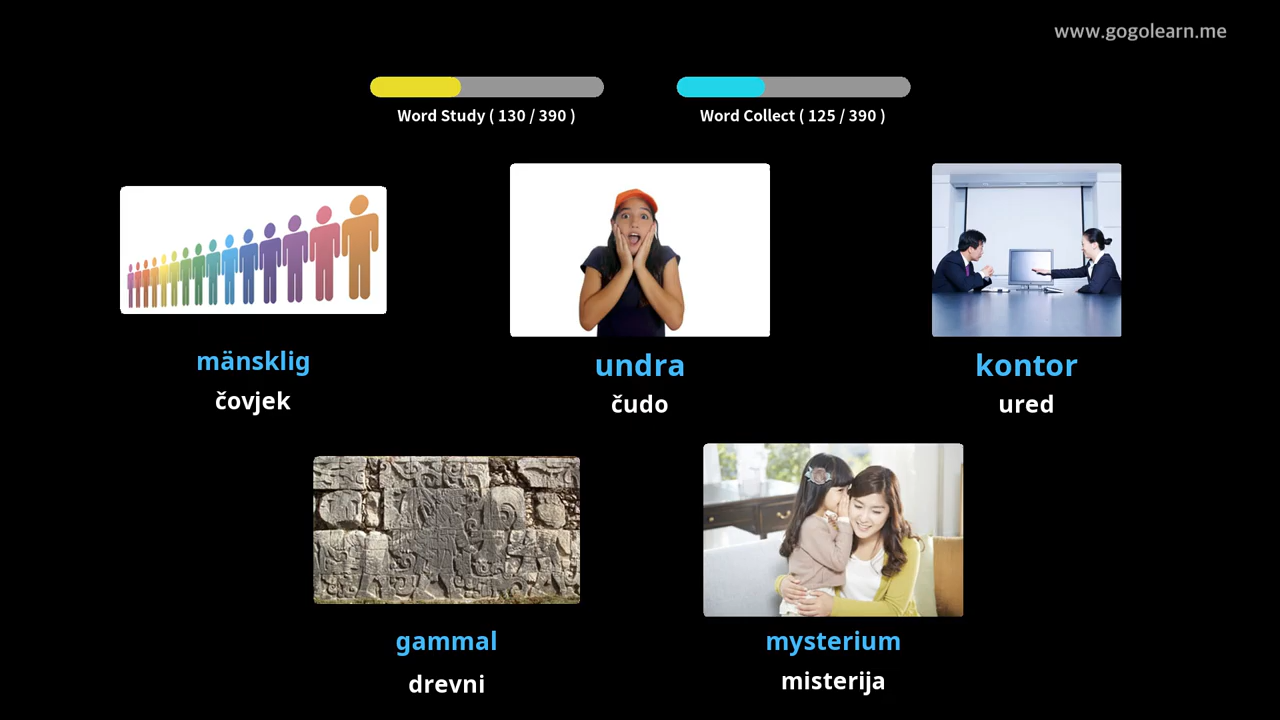 www.gogolearn.me
Word Study ( 130 / 390 )
Word Collect ( 125 / 390 )
mänsklig
čovjek
undra
čudo
kontor
ured
gammal
drevni
mysterium
misterija